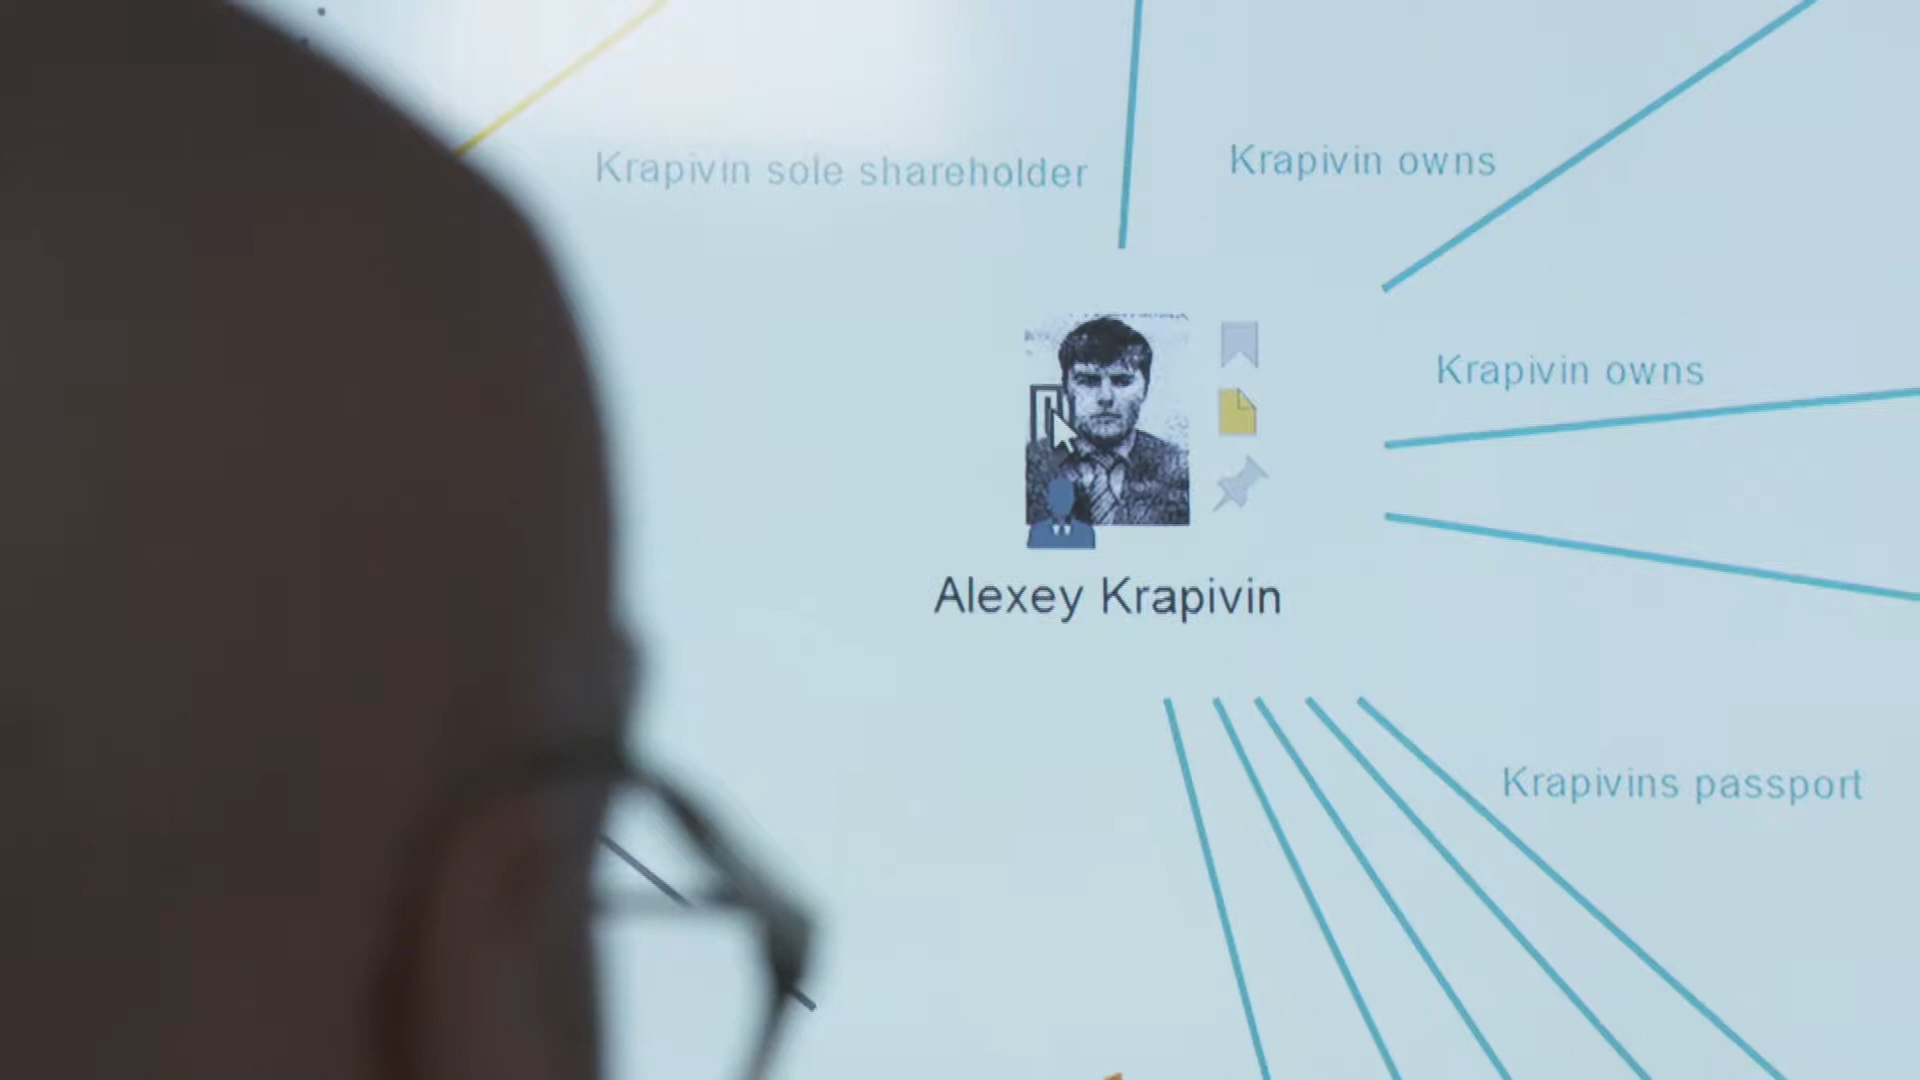 Krapivin sole shareholder
Krapivin owns
Krapivin owns
Alexey Krapivin
Krapivins passport